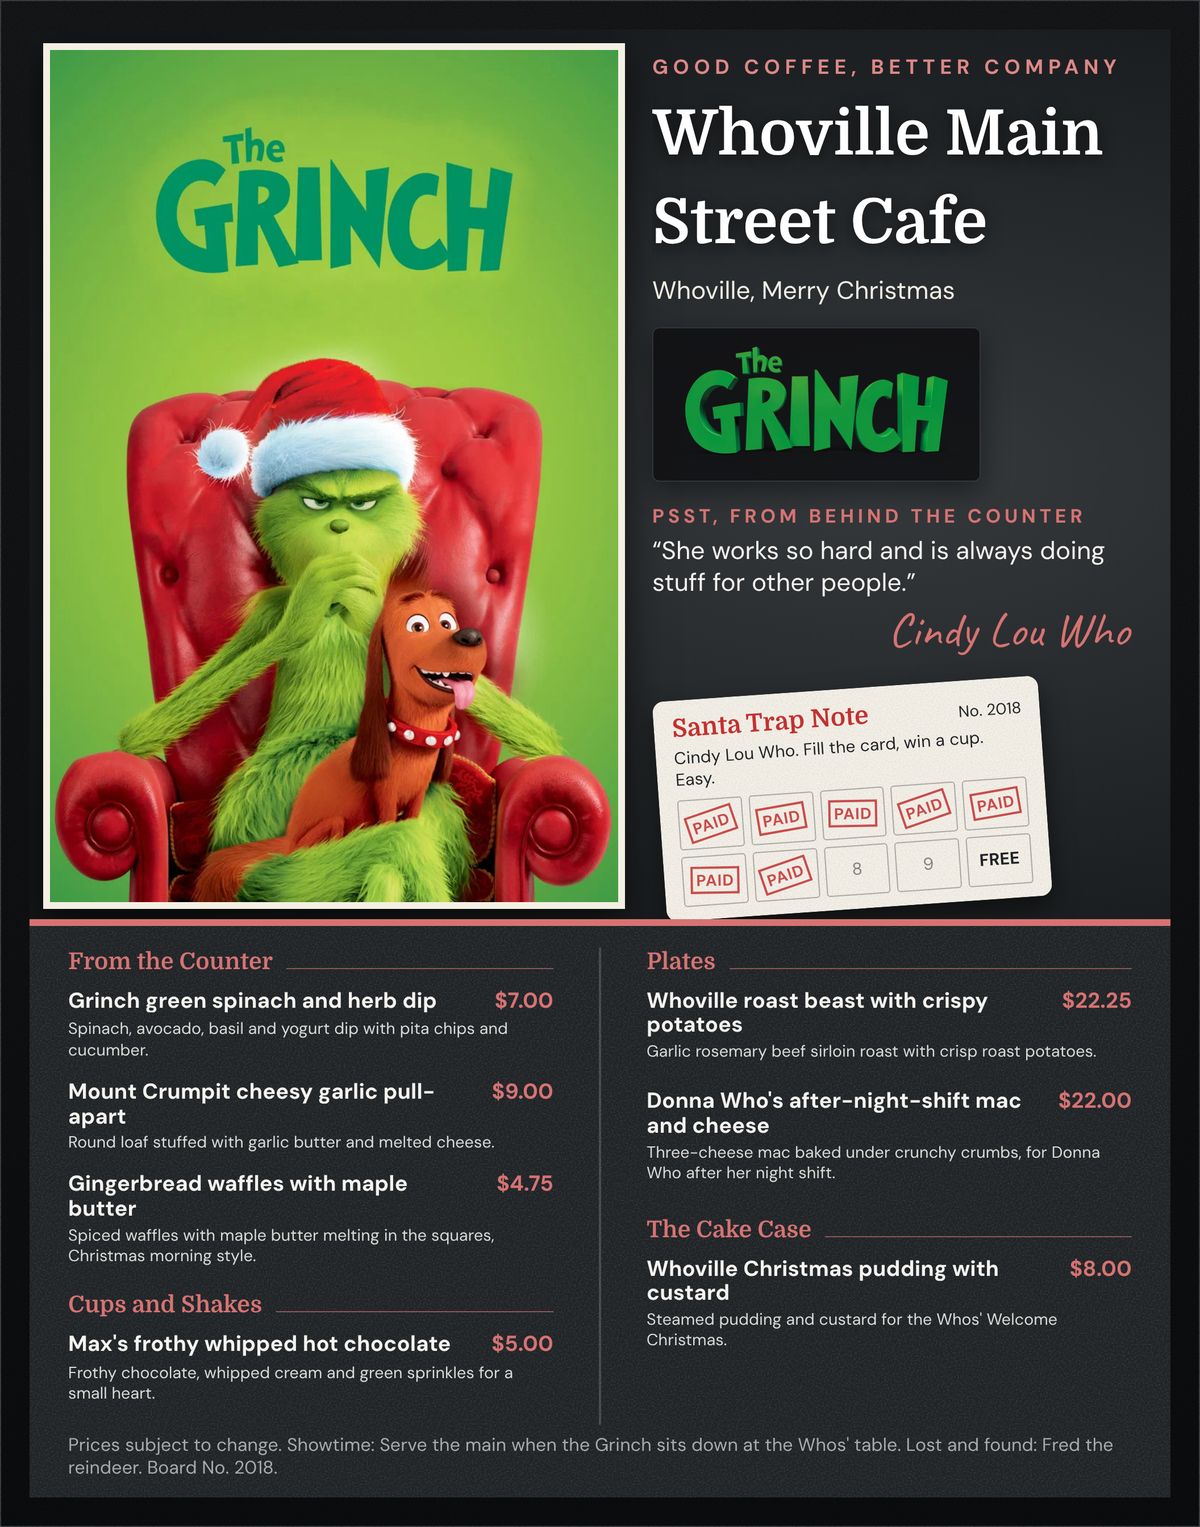 The
GRINCH
GOOD COFFEE, BETTER COMPANY
Whoville Main
Street Cafe
Whoville, Merry Christmas
The
GRINCH
PSST, FROM BEHIND THE COUNTER
“She works so hard and is always doing
stuff for other people.”
Cindy Lou Who
Santa Trap Note
No. 2018
Cindy Lou Who. Fill the card, win a cup.
Easy.
PAID PAID PAID PAID PAID
PAID PAID 8 9 FREE
From the Counter
Grinch green spinach and herb dip $7.00
Spinach, avocado, basil and yogurt dip with pita chips and
cucumber.
Mount Crumpit cheesy garlic pull- $9.00
apart
Round loaf stuffed with garlic butter and melted cheese.
Gingerbread waffles with maple $4.75
butter
Spiced waffles with maple butter melting in the squares,
Christmas morning style.
Cups and Shakes
Max's frothy whipped hot chocolate $5.00
Frothy chocolate, whipped cream and green sprinkles for a
small heart.
Plates
Whoville roast beast with crispy $22.25
potatoes
Garlic rosemary beef sirloin roast with crisp roast potatoes.
Donna Who's after-night-shift mac $22.00
and cheese
Three-cheese mac baked under crunchy crumbs, for Donna
Who after her night shift.
The Cake Case
Whoville Christmas pudding with $8.00
custard
Steamed pudding and custard for the Whos' Welcome
Christmas.
Prices subject to change. Showtime: Serve the main when the Grinch sits down at the Whos' table. Lost and found: Fred the
reindeer. Board No. 2018.